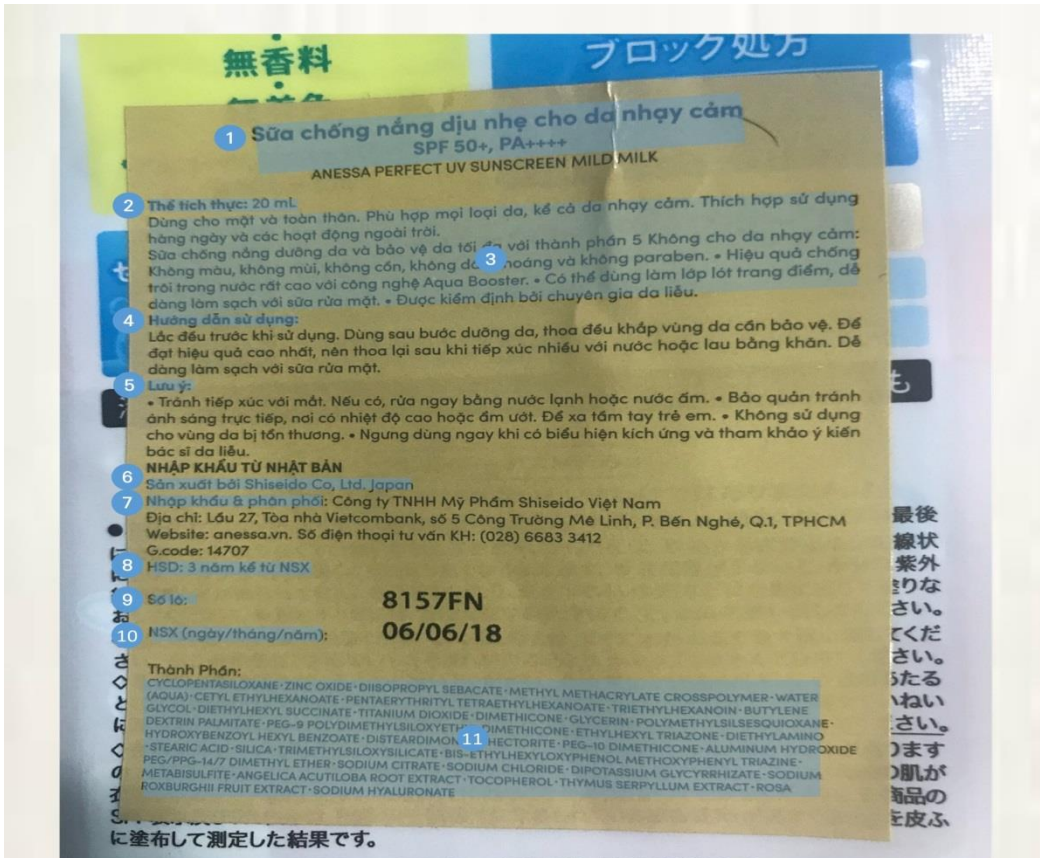 無香料
ブロック処方
1 Sữa chống nắng dịu nhẹ cho da nhạy cảm
SPF 50+, PA++++
ANESSA PERFECT UV SUNSCREEN MILD MILK
2 Thể tích thực: 20 mL
Dùng cho mặt và toàn thân. Phù hợp mọi loại da, kể cả da nhạy cảm. Thích hợp sử dụng
hàng ngày và các hoạt động ngoài trời.
Sữa chống nắng dưỡng da và bảo vệ da tối đa với thành phần 5 Không cho da nhạy cảm:
3 Không màu, không mùi, không cồn, không khoáng và không paraben. • Hiệu quả chống
trôi trong nước rất cao với công nghệ Aqua Booster. • Có thể dùng làm lớp lót trang điểm, dễ
dàng làm sạch với sữa rửa mặt. • Được kiểm định bởi chuyên gia da liễu.
4 Hướng dẫn sử dụng:
Lắc đều trước khi sử dụng. Dùng sau bước dưỡng da, thoa đều khắp vùng da cần bảo vệ. Để
đạt hiệu quả cao nhất, nên thoa lại sau khi tiếp xúc nhiều với nước hoặc lau bằng khăn. Dễ
dàng làm sạch với sữa rửa mặt.
5 Lưu ý:
• Tránh tiếp xúc với mắt. Nếu có, rửa ngay bằng nước lạnh hoặc nước ấm. • Bảo quản tránh
ánh sáng trực tiếp, nơi có nhiệt độ cao hoặc ẩm ướt. Để xa tầm tay trẻ em. • Không sử dụng
cho vùng da bị tổn thương. • Ngưng dùng ngay khi có biểu hiện kích ứng và tham khảo ý kiến
bác sĩ da liễu.
NHẬP KHẨU TỪ NHẬT BẢN
6 Sản xuất bởi Shiseido Co, Ltd. Japan
7 Nhập khẩu & phân phối: Công ty TNHH Mỹ Phẩm Shiseido Việt Nam
Địa chỉ: Lầu 27, Tòa nhà Vietcombank, số 5 Công Trường Mê Linh, P. Bến Nghé, Q.1, TPHCM
Website: anessa.vn. Số điện thoại tư vấn KH: (028) 6683 3412
G.code: 14707
8 HSD: 3 năm kể từ NSX
9 Số lô: 8157FN
10 NSX (ngày/tháng/năm): 06/06/18
Thành Phần:
CYCLOPENTASILOXANE·ZINC OXIDE·DIISOPROPYL SEBACATE·METHYL METHACRYLATE CROSSPOLYMER·WATER
(AQUA)·CETYL ETHYLHEXANOATE·PENTAERYTHRITYL TETRAETHYLHEXANOATE·TRIETHYLHEXANOIN·BUTYLENE
GLYCOL·DIETHYLHEXYL SUCCINATE·TITANIUM DIOXIDE·DIMETHICONE·GLYCERIN·POLYMETHYLSILSESQUIOXANE·
DEXTRIN PALMITATE·PEG-9 POLYDIMETHYLSILOXYETHYL DIMETHICONE·ETHYLHEXYL TRIAZONE·DIETHYLAMINO
11 HYDROXYBENZOYL HEXYL BENZOATE·DISTEARDIMON HECTORITE·PEG-10 DIMETHICONE·ALUMINUM HYDROXIDE
·STEARIC ACID·SILICA·TRIMETHYLSILOXYSILICATE·BIS-ETHYLHEXYLOXYPHENOL METHOXYPHENYL TRIAZINE·
PEG/PPG-14/7 DIMETHYL ETHER·SODIUM CITRATE·SODIUM CHLORIDE·DIPOTASSIUM GLYCYRRHIZATE·SODIUM
METABISULFITE·ANGELICA ACUTILOBA ROOT EXTRACT·TOCOPHEROL·THYMUS SERPYLLUM EXTRACT·ROSA
ROXBURGHII FRUIT EXTRACT·SODIUM HYALURONATE
最後
線状
紫外
塗りな
さい。
てくだ
さい。
たる
ねい
さい。
ります
肌が
商品の
を皮ふ
に塗布して測定した結果です。